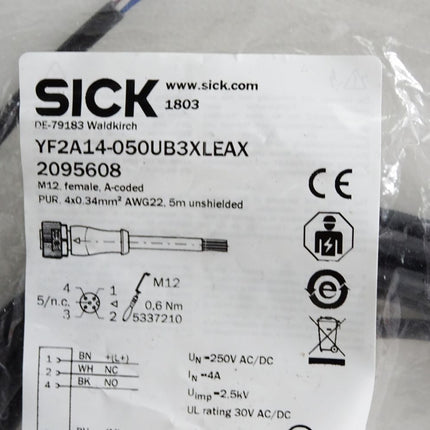 SICK
www.sick.com
1803
DE-79183 Waldkirch
YF2A14-050UB3XLEAX
2095608
M12, female, A-coded
PUR, 4x0.34mm² AWG22, 5m unshielded
CE
4 1 M12
5/n.c. 0,6 Nm
3 2 5337210
1 BN +(L+)
2 WH NC
4 BK NO
UN =250V AC/DC
IN =4A
Uimp =2.5kV
UL rating 30V AC/DC
e